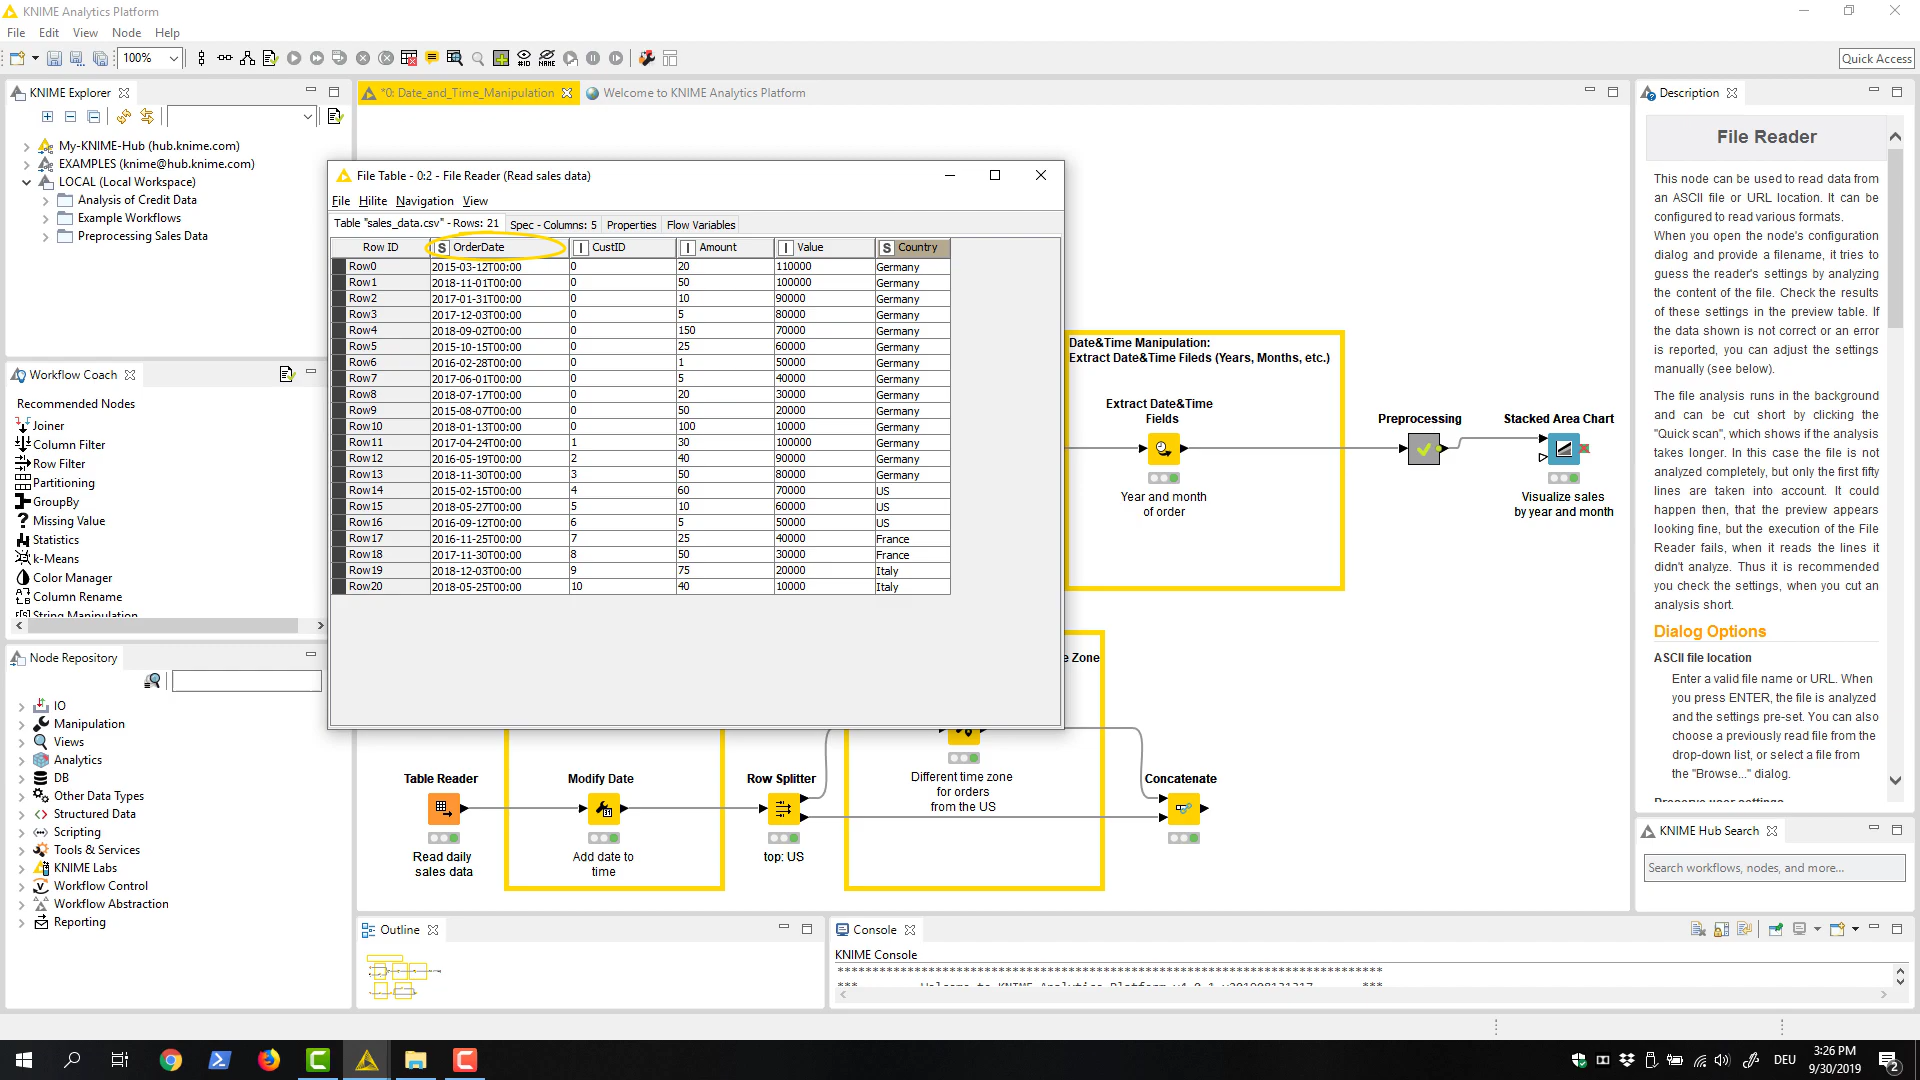 KNIME Analytics Platform
File Edit View Node Help
100%
Quick Access
KNIME Explorer
My-KNIME-Hub (hub.knime.com)
EXAMPLES (knime@hub.knime.com)
LOCAL (Local Workspace)
Analysis of Credit Data
Example Workflows
Preprocessing Sales Data
Workflow Coach
Recommended Nodes
Joiner
Column Filter
Row Filter
Partitioning
GroupBy
Missing Value
Statistics
k-Means
Color Manager
Column Rename
String Manipulation
Node Repository
IO
Manipulation
Views
Analytics
DB
Other Data Types
Structured Data
Scripting
Tools & Services
KNIME Labs
Workflow Control
Workflow Abstraction
Reporting
*0: Date_and_Time_Manipulation
Welcome to KNIME Analytics Platform
File Table - 0:2 - File Reader (Read sales data)
File Hilite Navigation View
Table "sales_data.csv" - Rows: 21 Spec - Columns: 5 Properties Flow Variables
Row ID S OrderDate I CustID I Amount I Value S Country
Row0 2015-03-12T00:00 0 20 110000 Germany
Row1 2018-11-01T00:00 0 50 100000 Germany
Row2 2017-01-31T00:00 0 10 90000 Germany
Row3 2017-12-03T00:00 0 5 80000 Germany
Row4 2018-09-02T00:00 0 150 70000 Germany
Row5 2015-10-15T00:00 0 25 60000 Germany
Row6 2016-02-28T00:00 0 1 50000 Germany
Row7 2017-06-01T00:00 0 5 40000 Germany
Row8 2018-07-17T00:00 0 20 30000 Germany
Row9 2015-08-07T00:00 0 50 20000 Germany
Row10 2018-01-13T00:00 0 100 10000 Germany
Row11 2017-04-24T00:00 1 30 100000 Germany
Row12 2016-05-19T00:00 2 40 90000 Germany
Row13 2018-11-30T00:00 3 50 80000 Germany
Row14 2015-02-15T00:00 4 60 70000 US
Row15 2018-05-27T00:00 5 10 60000 US
Row16 2016-09-12T00:00 6 5 50000 US
Row17 2016-11-25T00:00 7 25 40000 France
Row18 2017-11-30T00:00 8 50 30000 France
Row19 2018-12-03T00:00 9 75 20000 Italy
Row20 2018-05-25T00:00 10 40 10000 Italy
Date&Time Manipulation:
Extract Date&Time Fileds (Years, Months, etc.)
Extract Date&Time
Fields
Year and month
of order
Preprocessing
Stacked Area Chart
Visualize sales
by year and month
e Zone
Table Reader
Read daily
sales data
Modify Date
Add date to
time
Row Splitter
top: US
Different time zone
for orders
from the US
Concatenate
Outline
Console
KNIME Console
*** Welcome to KNIME Analytics Platform v4.0.1.v201908131317 ***
Description
File Reader
This node can be used to read data from
an ASCII file or URL location. It can be
configured to read various formats.
When you open the node's configuration
dialog and provide a filename, it tries to
guess the reader's settings by analyzing
the content of the file. Check the results
of these settings in the preview table. If
the data shown is not correct or an error
is reported, you can adjust the settings
manually (see below).
The file analysis runs in the background
and can be cut short by clicking the
"Quick scan", which shows if the analysis
takes longer. In this case the file is not
analyzed completely, but only the first fifty
lines are taken into account. It could
happen then, that the preview appears
looking fine, but the execution of the File
Reader fails, when it reads the lines it
didn't analyze. Thus it is recommended
you check the settings, when you cut an
analysis short.
Dialog Options
ASCII file location
Enter a valid file name or URL. When
you press ENTER, the file is analyzed
and the settings pre-set. You can also
choose a previously read file from the
drop-down list, or select a file from
the "Browse..." dialog.
Preserve user settings
KNIME Hub Search
Search workflows, nodes, and more...
DEU
3:26 PM
9/30/2019
2